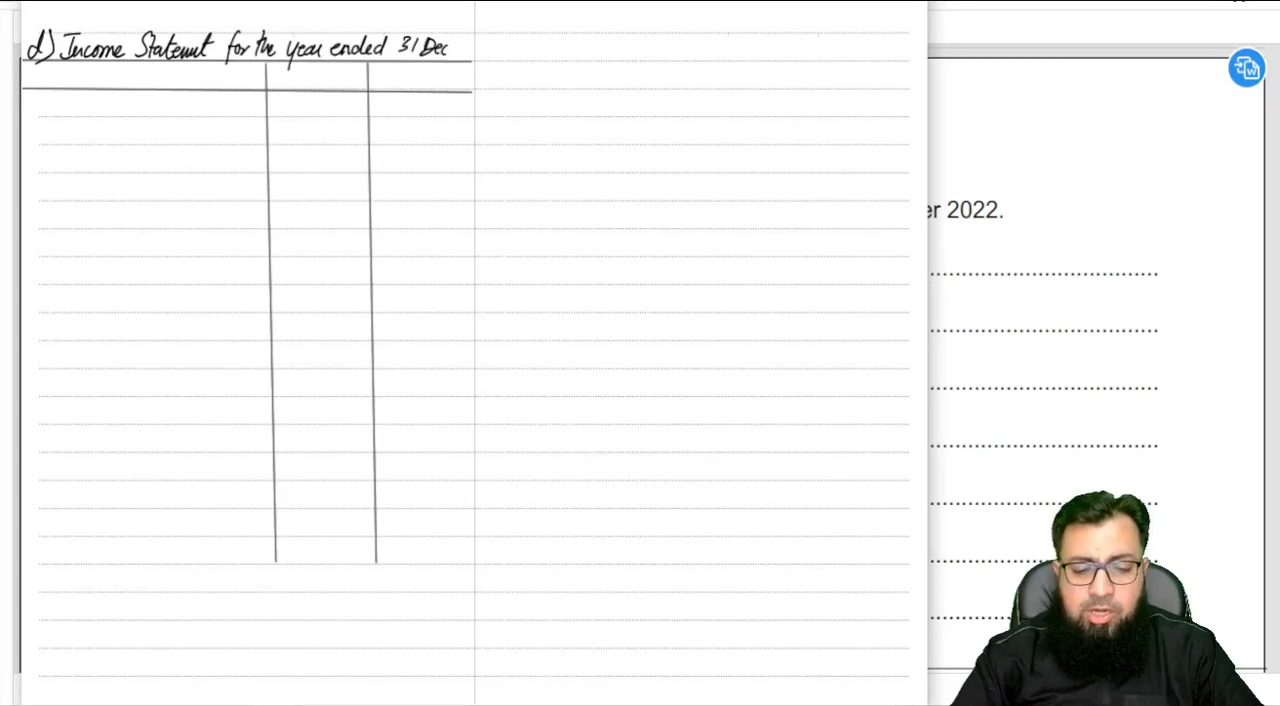 d) Income Statement for the year ended 31 Dec
er 2022.